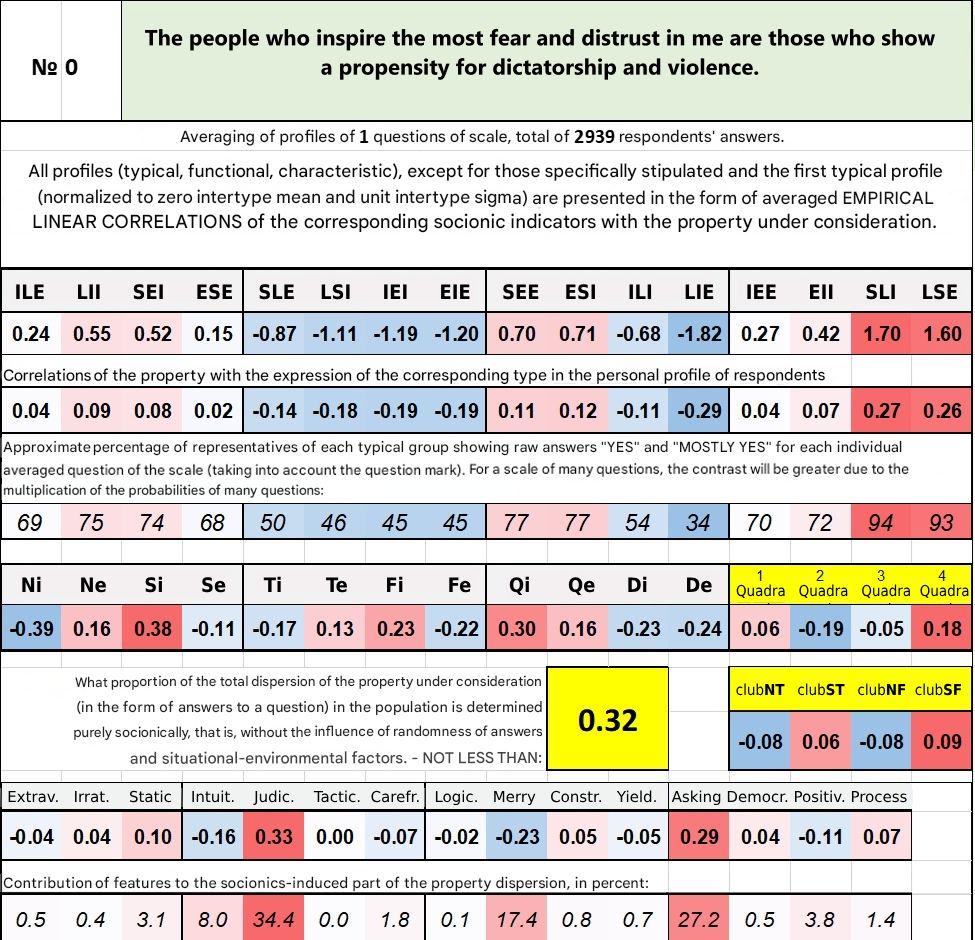 № 0
The people who inspire the most fear and distrust in me are those who show
a propensity for dictatorship and violence.
Averaging of profiles of 1 questions of scale, total of 2939 respondents' answers.
All profiles (typical, functional, characteristic), except for those specifically stipulated and the first typical profile
(normalized to zero intertype mean and unit intertype sigma) are presented in the form of averaged EMPIRICAL
LINEAR CORRELATIONS of the corresponding socionic indicators with the property under consideration.
ILE LII SEI ESE SLE LSI IEI EIE SEE ESI ILI LIE IEE EII SLI LSE
0.24 0.55 0.52 0.15 -0.87 -1.11 -1.19 -1.20 0.70 0.71 -0.68 -1.82 0.27 0.42 1.70 1.60
Correlations of the property with the expression of the corresponding type in the personal profile of respondents
0.04 0.09 0.08 0.02 -0.14 -0.18 -0.19 -0.19 0.11 0.12 -0.11 -0.29 0.04 0.07 0.27 0.26
Approximate percentage of representatives of each typical group showing raw answers "YES" and "MOSTLY YES" for each individual
averaged question of the scale (taking into account the question mark). For a scale of many questions, the contrast will be greater due to the
multiplication of the probabilities of many questions:
69 75 74 68 50 46 45 45 77 77 54 34 70 72 94 93
Ni Ne Si Se Ti Te Fi Fe Qi Qe Di De 1 Quadra 2 Quadra 3 Quadra 4 Quadra
-0.39 0.16 0.38 -0.11 -0.17 0.13 0.23 -0.22 0.30 0.16 -0.23 -0.24 0.06 -0.19 -0.05 0.18
What proportion of the total dispersion of the property under consideration
(in the form of answers to a question) in the population is determined
purely socionically, that is, without the influence of randomness of answers
and situational-environmental factors. - NOT LESS THAN:
0.32
clubNT clubST clubNF clubSF
-0.08 0.06 -0.08 0.09
Extrav. Irrat. Static Intuit. Judic. Tactic. Carefr. Logic. Merry Constr. Yield. Asking Democr. Positiv. Process
-0.04 0.04 0.10 -0.16 0.33 0.00 -0.07 -0.02 -0.23 0.05 -0.05 0.29 0.04 -0.11 0.07
Contribution of features to the socionics-induced part of the property dispersion, in percent:
0.5 0.4 3.1 8.0 34.4 0.0 1.8 0.1 17.4 0.8 0.7 27.2 0.5 3.8 1.4